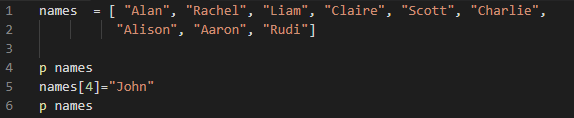 1 names  = [ "Alan", "Rachel", "Liam", "Claire", "Scott", "Charlie",
2           "Alison", "Aaron", "Rudi"]
3
4 p names
5 names[4]="John"
6 p names